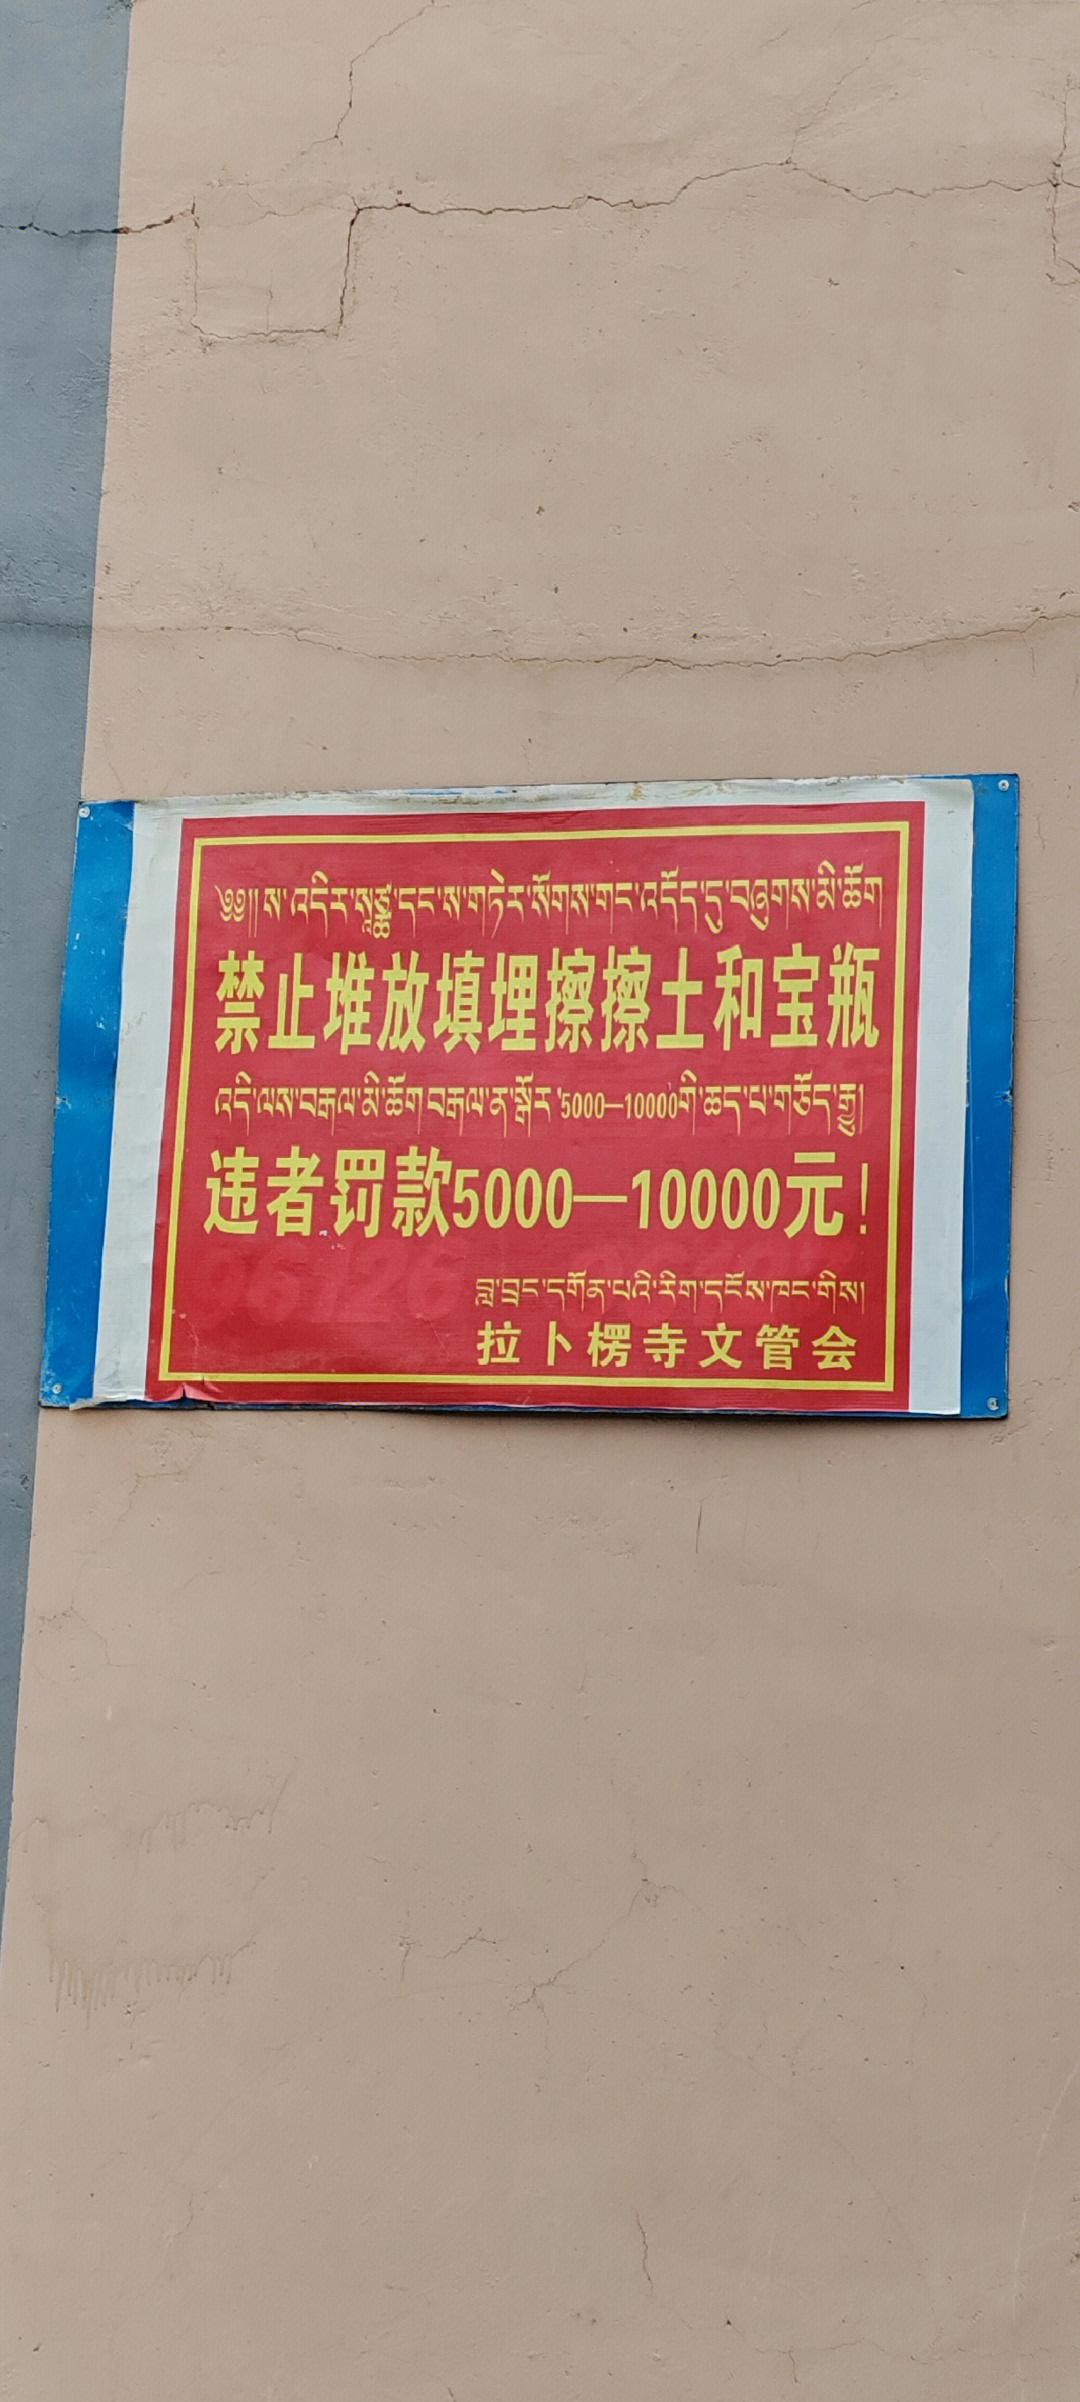 ༄༅།། ས་འདིར་སཱཙྪ་དང་ས་གཏེར་སོགས་གང་འདོད་དུ་བཞུགས་མི་ཆོག
禁止堆放填埋擦擦土和宝瓶
འདི་ལས་བརྒལ་མི་ཆོག བརྒལ་ན་སྒོར་5000—10000གི་ཆད་པ་གཅོད་རྒྱུ།
违者罚款5000—10000元！
བླ་བྲང་དགོན་པའི་རིག་དངོས་ཁང་གིས།
拉卜楞寺文管会